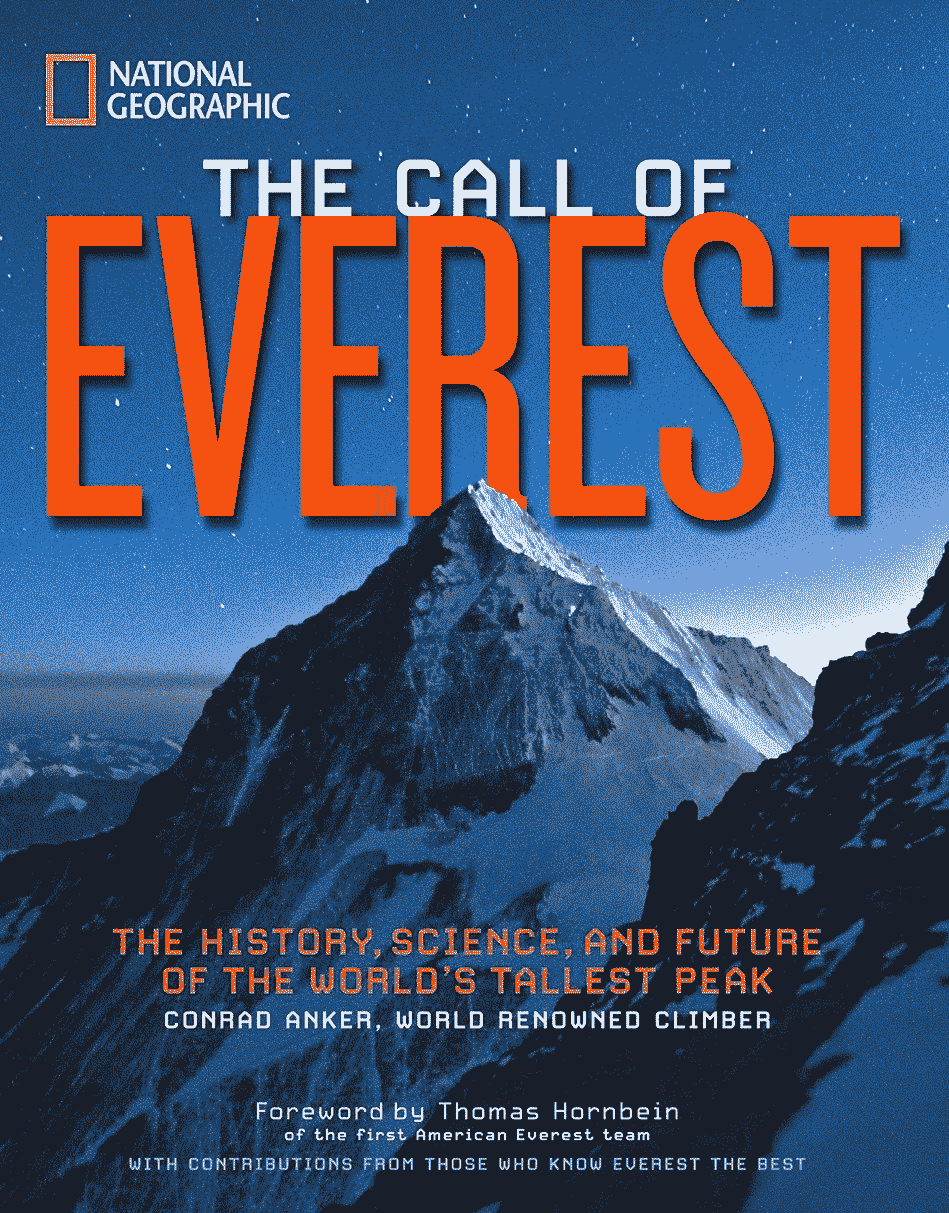 NATIONAL
GEOGRAPHIC
THE CALL OF
EVEREST
THE HISTORY, SCIENCE, AND FUTURE
OF THE WORLD'S TALLEST PEAK
CONRAD ANKER, WORLD RENOWNED CLIMBER
Foreword by Thomas Hornbein
of the first American Everest team
WITH CONTRIBUTIONS FROM THOSE WHO KNOW EVEREST THE BEST